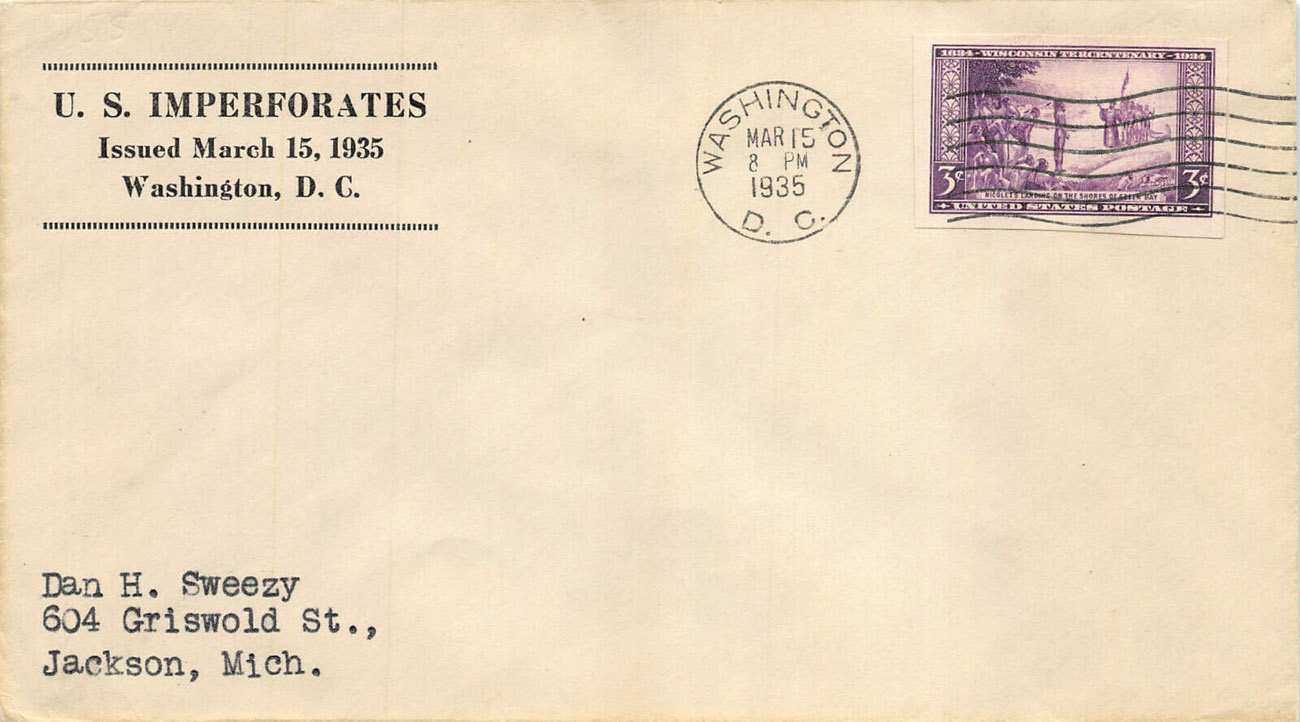 U. S. IMPERFORATES
Issued March 15, 1935
Washington, D. C.
WASHINGTON
MAR 15
8 PM
1935
D. C.
1634-WISCONSIN TERCENTENARY-1934
3¢ 3¢
NICOLET'S LANDING ON THE SHORES OF GREEN BAY
UNITED STATES POSTAGE
Dan H. Sweezy
604 Griswold St.,
Jackson, Mich.